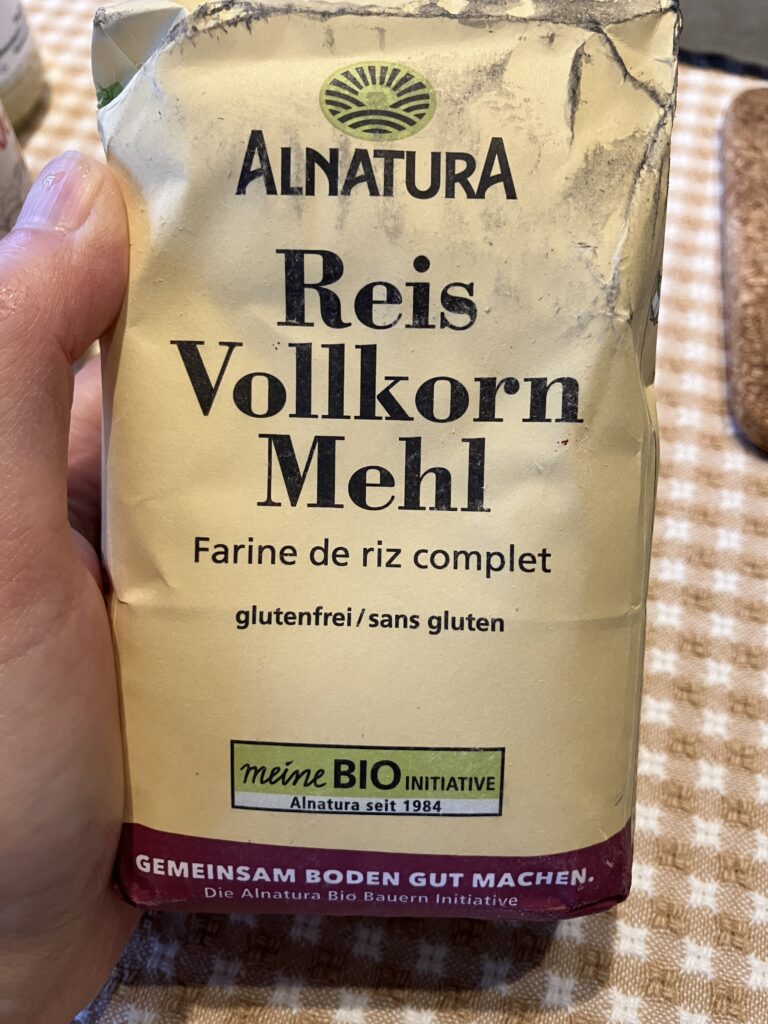 ALNATURA
Reis
Vollkorn
Mehl
Farine de riz complet
glutenfrei / sans gluten
meine BIO INITIATIVE
Alnatura seit 1984
GEMEINSAM BODEN GUT MACHEN.
Die Alnatura Bio Bauern Initiative